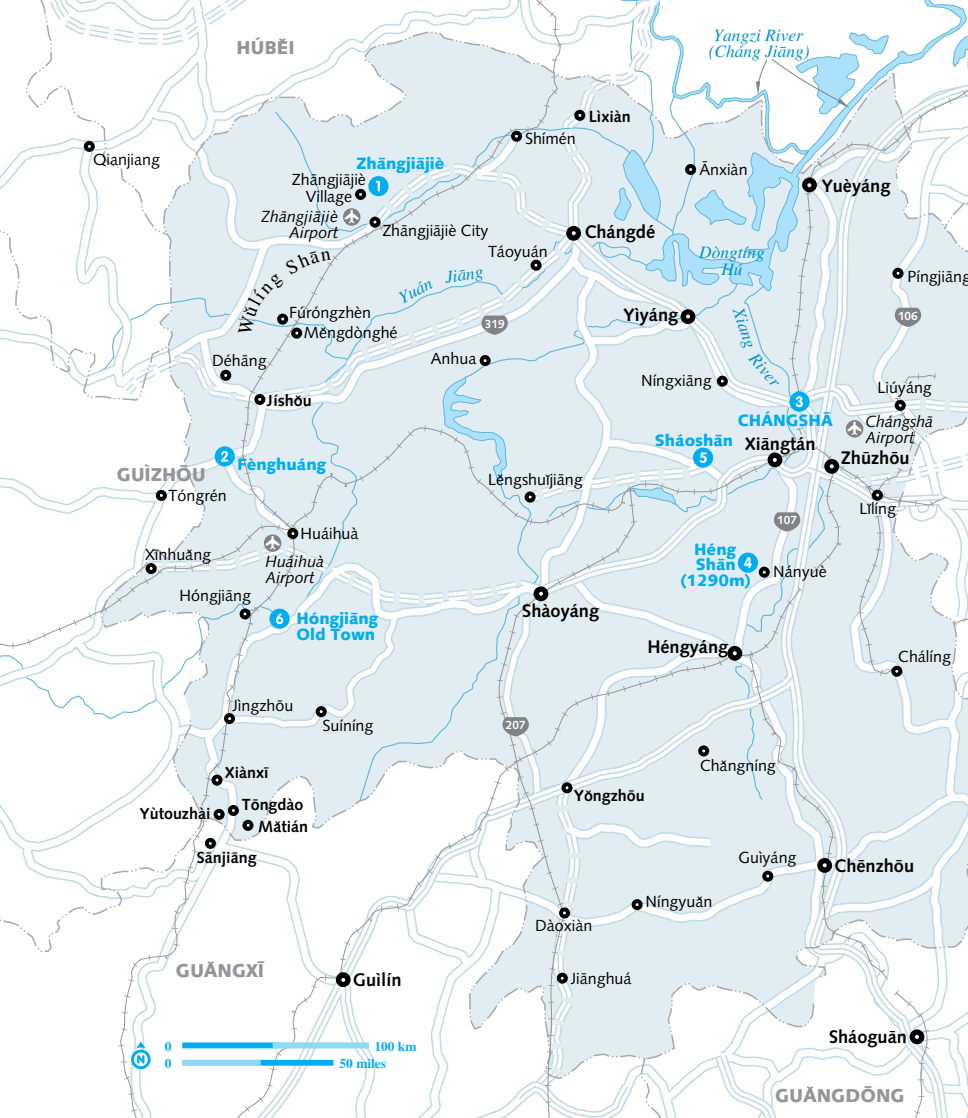 HÚBĚI
Yangzi River
(Cháng Jiāng)
Lìxiàn
Shímén
Qianjiang
Zhāngjiājiè
Zhāngjiājiè
Village
1
Ānxiàn
Yuèyáng
Zhāngjiājiè
Airport
Zhāngjiājiè City
Chángdé
Táoyuán
Dòngtíng
Hú
Píngjiāng
Wǔlíng Shān
Yuán Jiāng
Fúróngzhèn
Měngdònghé
319
Yìyáng
106
Xiang River
Déhāng
Anhua
Níngxiāng
Liúyáng
Jíshǒu
3
CHÁNGSHĀ
Chángshā
Airport
Sháoshān
5
Xiāngtán
Zhūzhōu
2
Fènghuáng
GUÌZHŌU
Tóngrén
Lěngshuǐjiāng
Lǐlíng
107
Huáihuà
Huáihuà
Airport
Xīnhuǎng
Héng
Shān
(1290m)
4
Nányuè
Hóngjiāng
6
Hóngjiāng
Old Town
Shàoyáng
Héngyáng
Chálíng
Jìngzhōu
Suíníng
207
Chǎngníng
Xiànxī
Yǒngzhōu
Tōngdào
Yùtouzhài
Mǎtián
Sānjiāng
Guìyáng
Chēnzhōu
Níngyuǎn
Dàoxiàn
GUǍNGXĪ
Guìlín
Jiānghuá
Sháoguān
0 100 km
N
0 50 miles
GUǍNGDŌNG